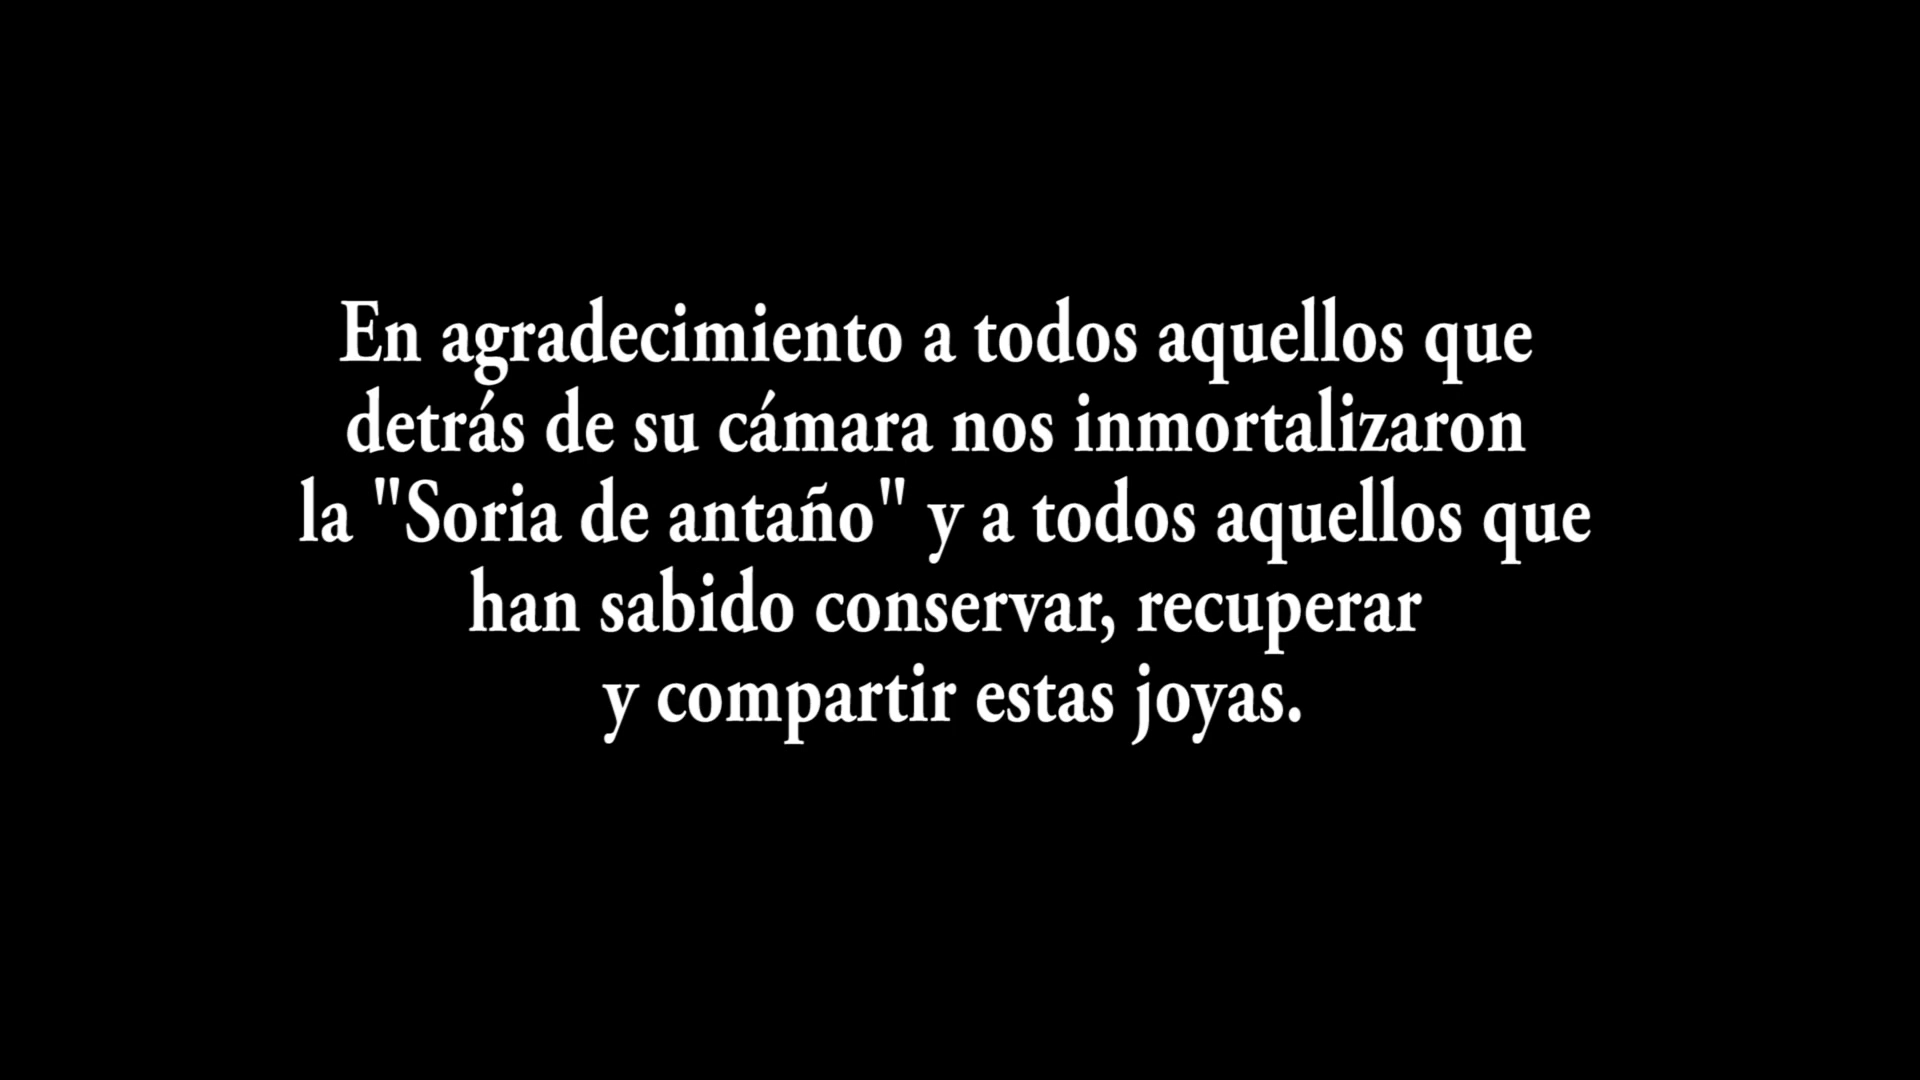 En agradecimiento a todos aquellos que
detrás de su cámara nos inmortalizaron
la "Soria de antaño" y a todos aquellos que
han sabido conservar, recuperar
y compartir estas joyas.